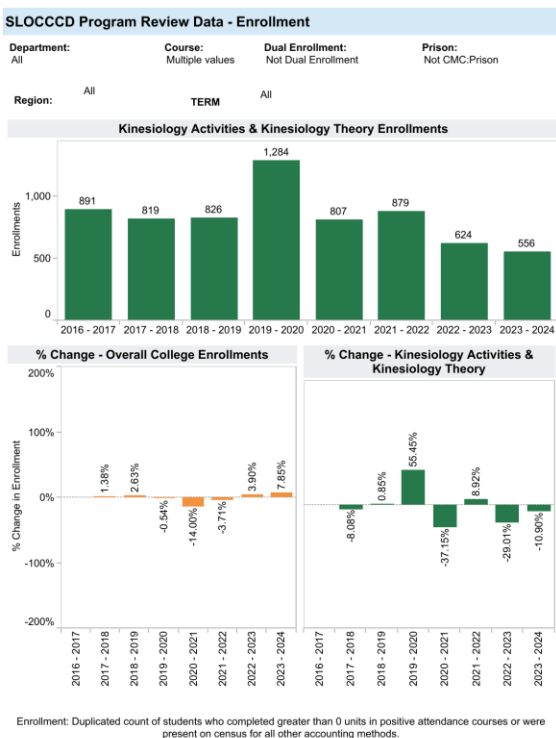 SLOCCCD Program Review Data - Enrollment
Department: Course: Dual Enrollment: Prison:
All Multiple values Not Dual Enrollment Not CMC:Prison
Region: All TERM All
Kinesiology Activities & Kinesiology Theory Enrollments
Enrollments
1,000
500
0
891 819 826 1,284 807 879 624 556
2016 - 2017 2017 - 2018 2018 - 2019 2019 - 2020 2020 - 2021 2021 - 2022 2022 - 2023 2023 - 2024
% Change - Overall College Enrollments
% Change in Enrollment
200%
100%
0%
-100%
-200%
1.38% 2.63% -0.54% -14.00% -3.71% 3.90% 7.85%
2016 - 2017 2017 - 2018 2018 - 2019 2019 - 2020 2020 - 2021 2021 - 2022 2022 - 2023 2023 - 2024
% Change - Kinesiology Activities &
Kinesiology Theory
-8.08% 0.85% 55.45% -37.15% 8.92% -29.01% -10.90%
2016 - 2017 2017 - 2018 2018 - 2019 2019 - 2020 2020 - 2021 2021 - 2022 2022 - 2023 2023 - 2024
Enrollment: Duplicated count of students who completed greater than 0 units in positive attendance courses or were
present on census for all other accounting methods.